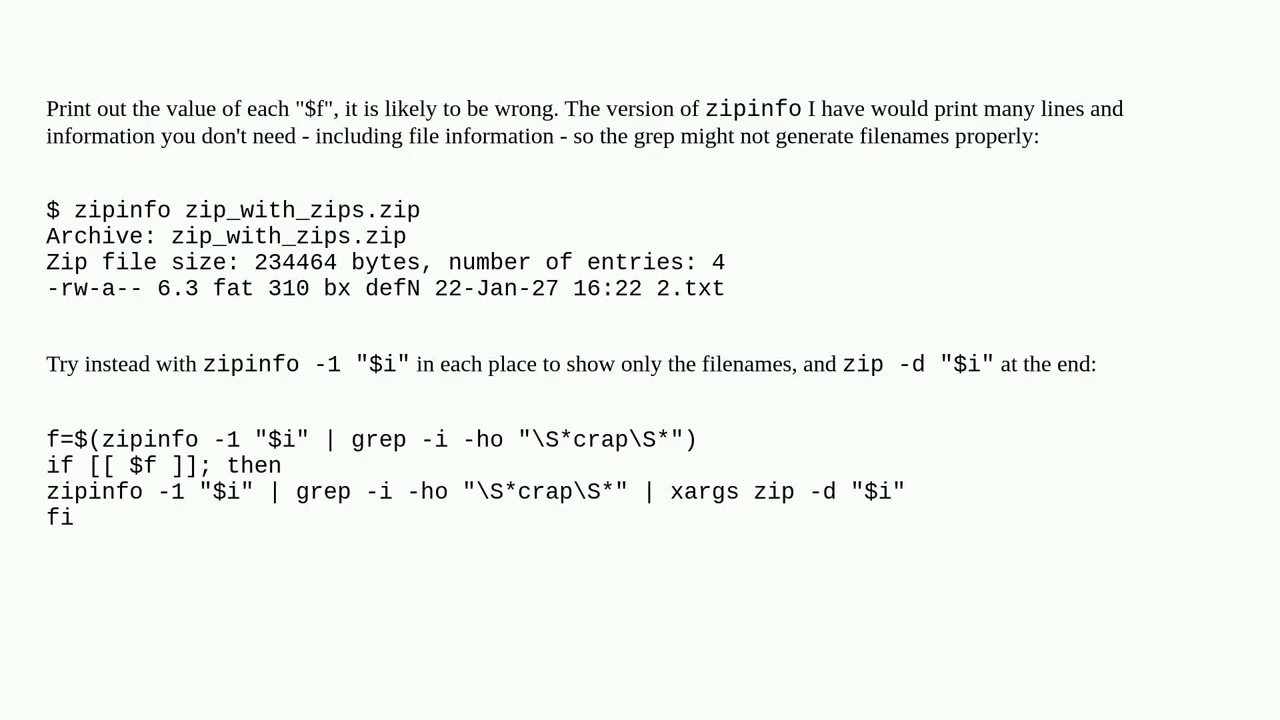 Print out the value of each "$f", it is likely to be wrong. The version of zipinfo I have would print many lines and
information you don't need - including file information - so the grep might not generate filenames properly:
$ zipinfo zip_with_zips.zip
Archive: zip_with_zips.zip
Zip file size: 234464 bytes, number of entries: 4
-rw-a-- 6.3 fat 310 bx defN 22-Jan-27 16:22 2.txt
Try instead with zipinfo -1 "$i" in each place to show only the filenames, and zip -d "$i" at the end:
f=$(zipinfo -1 "$i" | grep -i -ho "\S*crap\S*")
if [[ $f ]]; then
zipinfo -1 "$i" | grep -i -ho "\S*crap\S*" | xargs zip -d "$i"
fi